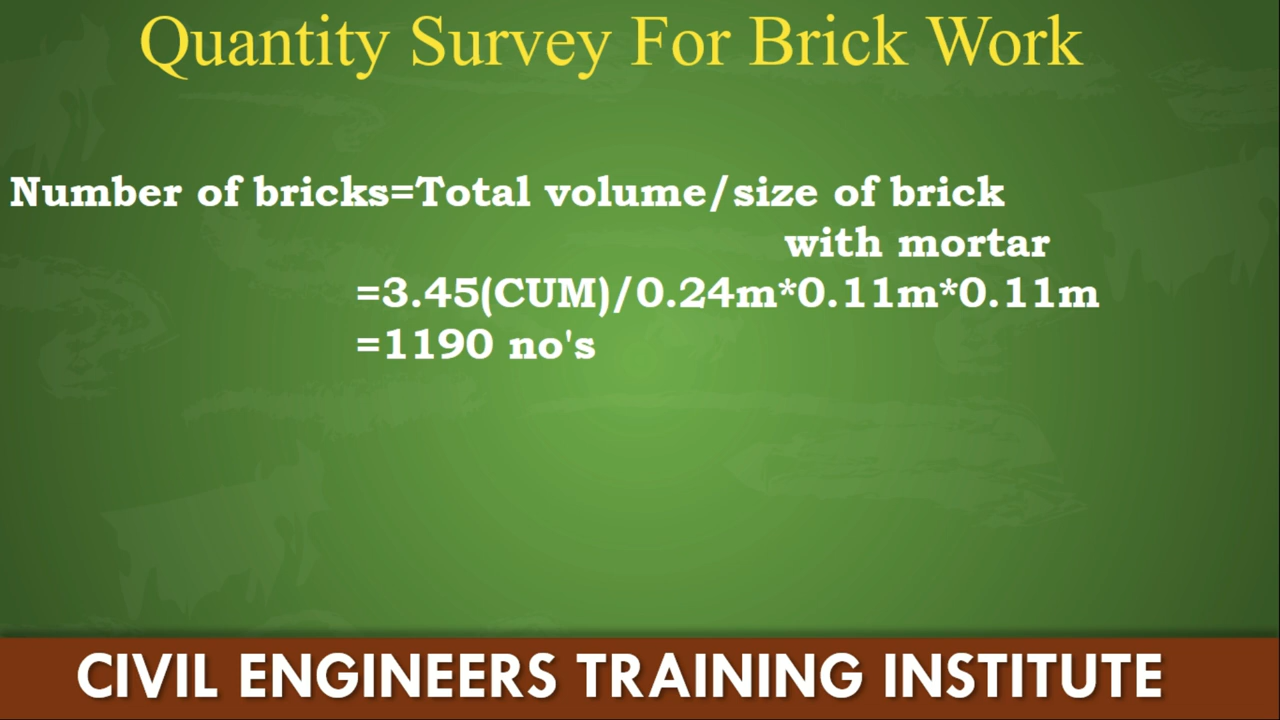 Quantity Survey For Brick Work
Number of bricks=Total volume/size of brick
with mortar
=3.45(CUM)/0.24m*0.11m*0.11m
=1190 no's
CIVIL ENGINEERS TRAINING INSTITUTE